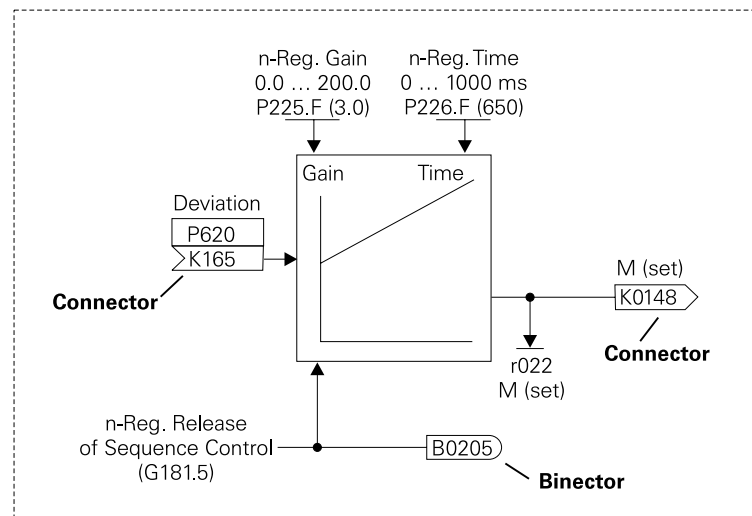 n-Reg. Gain
0.0 ... 200.0
P225.F (3.0)
n-Reg. Time
0 ... 1000 ms
P226.F (650)
Gain
Time
Deviation
P620
K165
Connector
M (set)
K0148
Connector
r022
M (set)
n-Reg. Release
of Sequence Control
(G181.5)
B0205
Binector